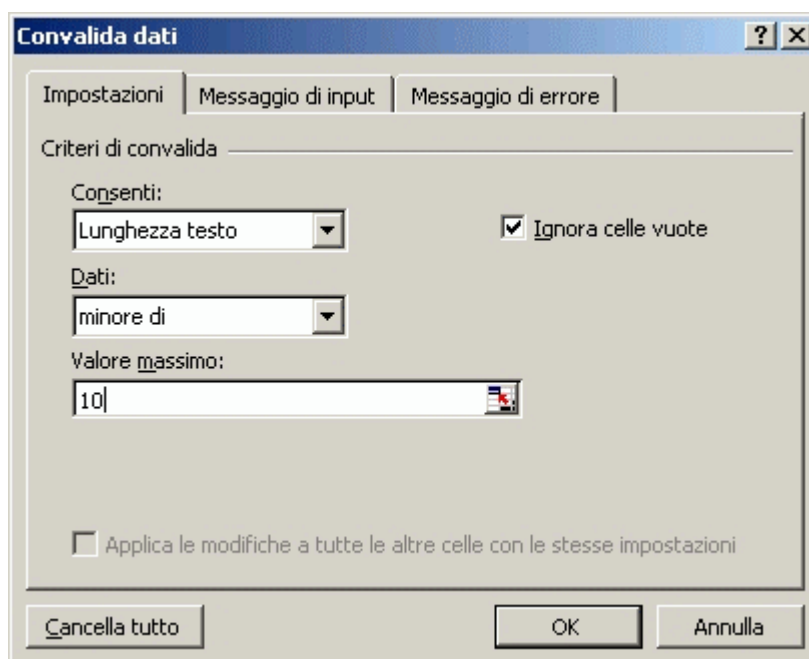 Convalida dati
Impostazioni Messaggio di input Messaggio di errore
Criteri di convalida
Consenti:
Lunghezza testo Ignora celle vuote
Dati:
minore di
Valore massimo:
10
Applica le modifiche a tutte le altre celle con le stesse impostazioni
Cancella tutto OK Annulla